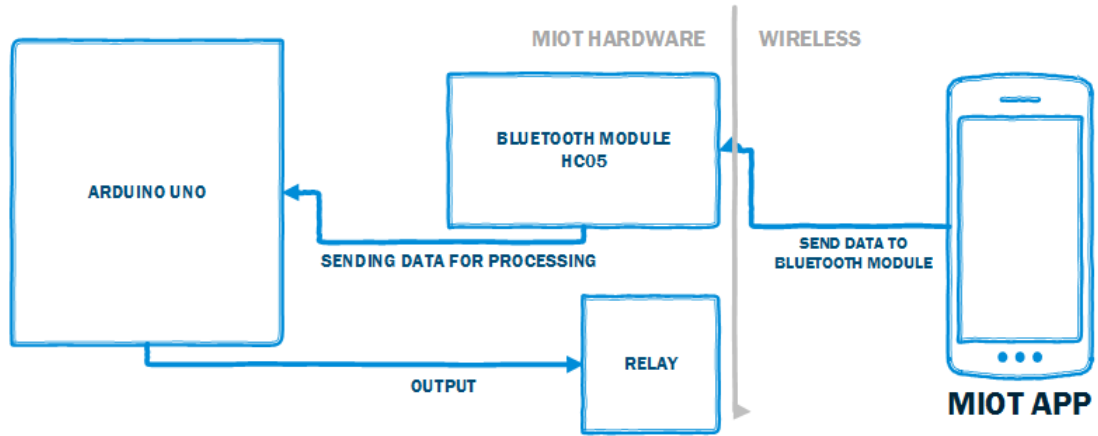 MIOT HARDWARE
WIRELESS
BLUETOOTH MODULE
HC05
ARDUINO UNO
SEND DATA TO
BLUETOOTH MODULE
SENDING DATA FOR PROCESSING
RELAY
OUTPUT
MIOT APP